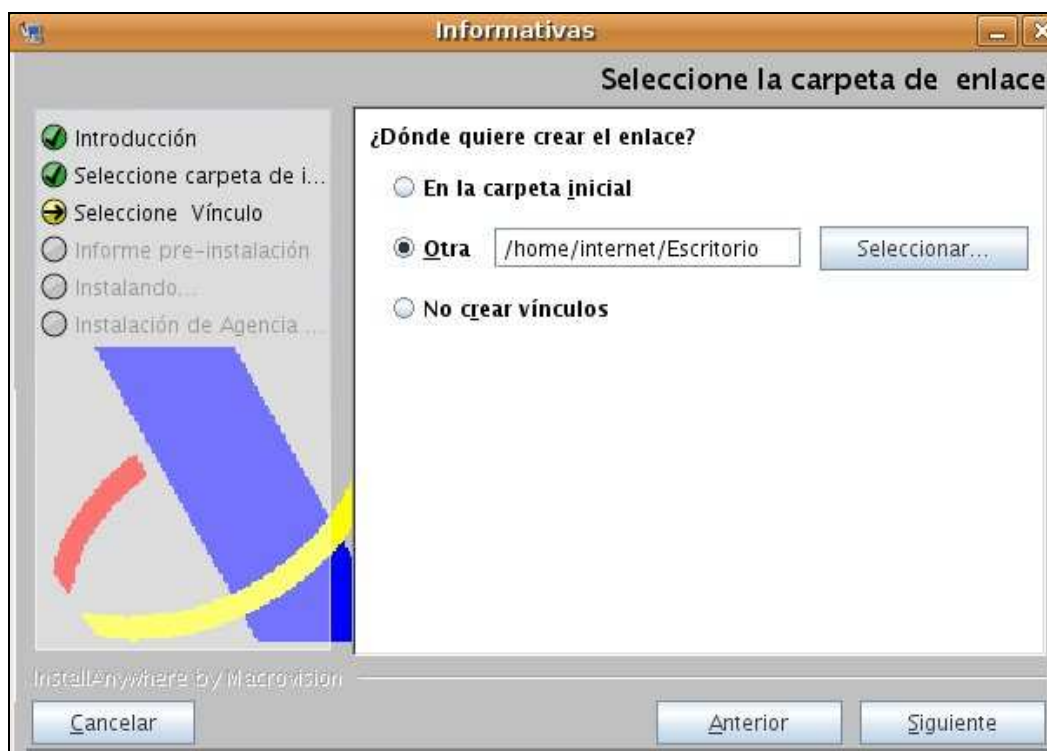 Informativas
Seleccione la carpeta de enlace
Introducción
Seleccione carpeta de i...
Seleccione Vínculo
Informe pre-instalación
Instalando...
Instalación de Agencia ...
¿Dónde quiere crear el enlace?
En la carpeta inicial
Otra /home/internet/Escritorio Seleccionar...
No crear vínculos
InstallAnywhere by Macrovision
Cancelar Anterior Siguiente